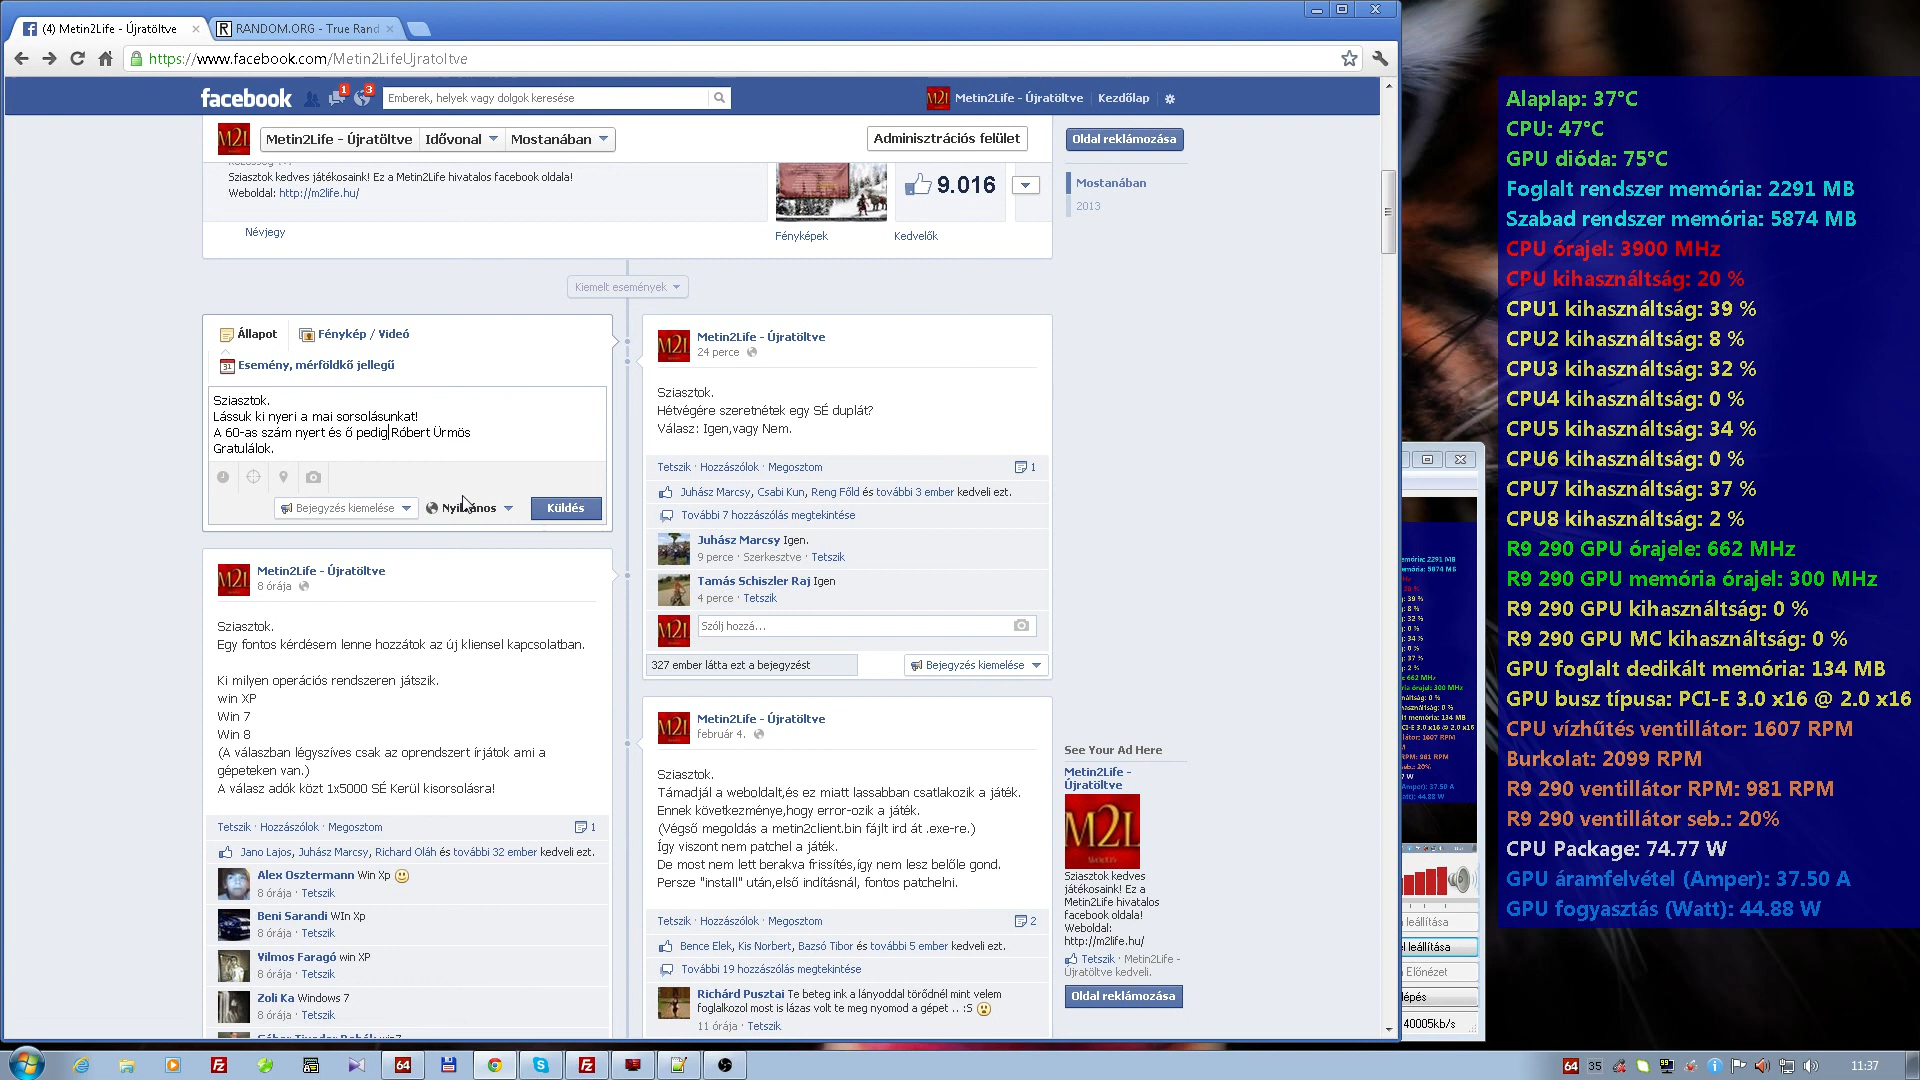 (4) Metin2Life - Újratöltve
RANDOM.ORG - True Rand
https://www.facebook.com/Metin2LifeUjratoltve
facebook
1
3
Emberek, helyek vagy dolgok keresése
M2L
Metin2Life - Újratöltve
Kezdőlap
M2L
Metin2Life - Újratöltve
Idővonal
Mostanában
Adminisztrációs felület
Oldal reklámozása
Mostanában
2013
Sziasztok kedves játékosaink! Ez a Metin2Life hivatalos facebook oldala!
Weboldal: http://m2life.hu/
9.016
Névjegy
Fényképek
Kedvelők
Kiemelt események
Állapot
Fénykép / Videó
Esemény, mérföldkő jellegű
Sziasztok.
Lássuk ki nyeri a mai sorsolásunkat!
A 60-as szám nyert és ő pedig Róbert Ürmös
Gratulálok.
Bejegyzés kiemelése
Nyilvános
Küldés
M2L
Metin2Life - Újratöltve
8 órája
Sziasztok.
Egy fontos kérdésem lenne hozzátok az új kliensel kapcsolatban.
Ki milyen operációs rendszeren játszik.
win XP
Win 7
Win 8
(A válaszban légyszíves csak az oprendszert írjátok ami a
gépeteken van.)
A válasz adók közt 1x5000 SÉ Kerül kisorsolásra!
Tetszik · Hozzászólok · Megosztom
1
Jano Lajos, Juhász Marcsy, Richard Oláh és további 32 ember kedveli ezt.
Alex Osztermann Win Xp
8 órája · Tetszik
Beni Sarandi WIn Xp
8 órája · Tetszik
Vilmos Faragó win XP
8 órája · Tetszik
Zoli Ka Windows 7
8 órája · Tetszik
M2L
Metin2Life - Újratöltve
24 perce
Sziasztok.
Hétvégére szeretnétek egy SÉ duplát?
Válasz: Igen,vagy Nem.
Tetszik · Hozzászólok · Megosztom
1
Juhász Marcsy, Csabi Kun, Reng Főld és további 3 ember kedveli ezt.
További 7 hozzászólás megtekintése
Juhász Marcsy Igen.
9 perce · Szerkesztve · Tetszik
Tamás Schiszler Raj Igen
4 perce · Tetszik
M2L
Szólj hozzá...
327 ember látta ezt a bejegyzést
Bejegyzés kiemelése
M2L
Metin2Life - Újratöltve
február 4.
Sziasztok.
Támadjál a weboldalt,és ez miatt lassabban csatlakozik a játék.
Ennek következménye,hogy error-ozik a játék.
(Végső megoldás a metin2client.bin fájlt ird át .exe-re.)
Így viszont nem patchel a játék.
De most nem lett berakva frissítés,így nem lesz belőle gond.
Persze "install" után,első indításnál, fontos patchelni.
Tetszik · Hozzászólok · Megosztom
2
Bence Elek, Kis Norbert, Bazsó Tibor és további 5 ember kedveli ezt.
További 19 hozzászólás megtekintése
Richárd Pusztai Te beteg ink a lányoddal törődnél mint velem
foglalkozol most is lázas volt te meg nyomod a gépet .. :S
11 órája · Tetszik
See Your Ad Here
Metin2Life -
Újratöltve
M2L
Sziasztok kedves
játékosaink! Ez a
Metin2Life hivatalos
facebook oldala!
Weboldal:
http://m2life.hu/
Tetszik · Metin2Life -
Újratöltve kedveli.
Oldal reklámozása
Alaplap: 37°C
CPU: 47°C
GPU dióda: 75°C
Foglalt rendszer memória: 2291 MB
Szabad rendszer memória: 5874 MB
CPU órajel: 3900 MHz
CPU kihasználtság: 20 %
CPU1 kihasználtság: 39 %
CPU2 kihasználtság: 8 %
CPU3 kihasználtság: 32 %
CPU4 kihasználtság: 0 %
CPU5 kihasználtság: 34 %
CPU6 kihasználtság: 0 %
CPU7 kihasználtság: 37 %
CPU8 kihasználtság: 2 %
R9 290 GPU órajele: 662 MHz
R9 290 GPU memória órajel: 300 MHz
R9 290 GPU kihasználtság: 0 %
R9 290 GPU MC kihasználtság: 0 %
GPU foglalt dedikált memória: 134 MB
GPU busz típusa: PCI-E 3.0 x16 @ 2.0 x16
CPU vízhűtés ventillátor: 1607 RPM
Burkolat: 2099 RPM
R9 290 ventillátor RPM: 981 RPM
R9 290 ventillátor seb.: 20%
CPU Package: 74.77 W
GPU áramfelvétel (Amper): 37.50 A
GPU fogyasztás (Watt): 44.88 W
leállítása
leállítása
Előnézet
40005kb/s
64
64
35
11:37